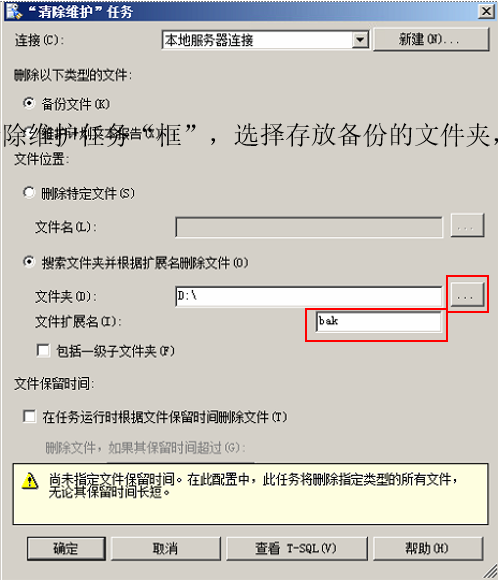 “清除维护”任务
连接(C):
本地服务器连接
新建(N)...
删除以下类型的文件:
备份文件(K)
维护计划文本报告(I)
除维护任务“框”，选择存放备份的文件夹,
文件位置:
删除特定文件(S)
文件名(L):
...
搜索文件夹并根据扩展名删除文件(O)
文件夹(D):
D:\
...
文件扩展名(I):
bak
包括一级子文件夹(F)
文件保留时间:
在任务运行时根据文件保留时间删除文件(T)
删除文件，如果其保留时间超过(G):
尚未指定文件保留时间。在此配置中，此任务将删除指定类型的所有文件，
无论其保留时间长短。
确定
取消
查看 T-SQL(V)
帮助(H)